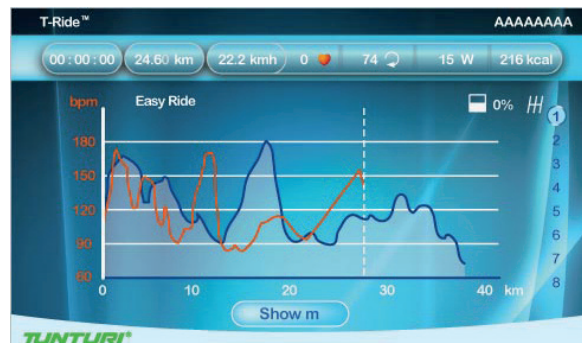 T-Ride™ AAAAAAAA
00:00:00 24.60 km 22.2 kmh 0 74 15 W 216 kcal
bpm Easy Ride 0%
1
2
3
4
5
6
7
8
180
150
120
90
60
0 10 20 30 40 km
Show m
TUNTURI®